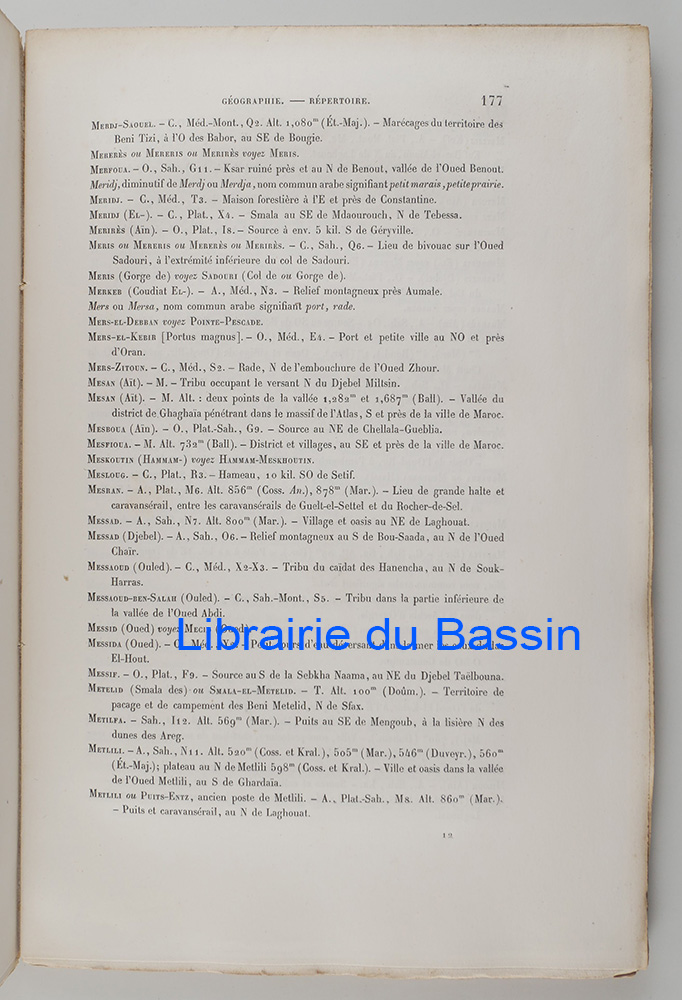 GÉOGRAPHIE. — RÉPERTOIRE. 177
Merdj-Saouel. – C., Méd.-Mont., Q2. Alt. 1,080m (Ét.-Maj.). – Marécages du territoire des
Beni Tizi, à l'O des Babor, au SE de Bougie.
Mererès ou Mereris ou Merirès voyez Meris.
Merfoua. – O., Sah., G11. – Ksar ruiné près et au N de Benout, vallée de l'Oued Benout.
Meridj, diminutif de Merdj ou Merdja, nom commun arabe signifiant petit marais, petite prairie.
Meridj. – C., Méd., T3. – Maison forestière à l'E et près de Constantine.
Meridj (El-). – C., Plat., X4. – Smala au SE de Mdaourouch, N de Tebessa.
Merirès (Aïn). – O., Plat., I8. – Source à env. 5 kil. S de Géryville.
Meris ou Mereris ou Mererès ou Merirès. – C., Sah., Q6. – Lieu de bivouac sur l'Oued
Sadouri, à l'extrémité inférieure du col de Sadouri.
Meris (Gorge de) voyez Sadouri (Col de ou Gorge de).
Merkeb (Coudiat El-). – A., Méd., N3. – Relief montagneux près Aumale.
Mers ou Mersa, nom commun arabe signifiant port, rade.
Mers-el-Debban voyez Pointe-Pescade.
Mers-el-Kebir [Portus magnus]. – O., Méd., E4. – Port et petite ville au NO et près
d'Oran.
Mers-Zitoun. – C., Méd., S2. – Rade, N de l'embouchure de l'Oued Zhour.
Mesan (Aït). – M. – Tribu occupant le versant N du Djebel Miltsin.
Mesan (Aït). – M. Alt. : deux points de la vallée 1,282m et 1,687m (Ball). – Vallée du
district de Ghaghaïa pénétrant dans le massif de l'Atlas, S et près de la ville de Maroc.
Mesboua (Aïn). – O., Plat.-Sah., G9. – Source au NE de Chellala-Gueblia.
Mesfioua. – M. Alt. 732m (Ball). – District et villages, au SE et près de la ville de Maroc.
Meskoutin (Hammam-) voyez Hammam-Meskhoutin.
Mesloug. – C., Plat., R3. – Hameau, 10 kil. SO de Setif.
Mesran. – A., Plat., M6. Alt. 856m (Coss. An.), 878m (Mar.). – Lieu de grande halte et
caravansérail, entre les caravansérails de Guelt-el-Settel et du Rocher-de-Sel.
Messad. – A., Sah., N7. Alt. 800m (Mar.). – Village et oasis au NE de Laghouat.
Messad (Djebel). – A., Sah., O6. – Relief montagneux au S de Bou-Saada, au N de l'Oued
Chaïr.
Messaoud (Ouled). – C., Méd., X2-X3. – Tribu du caïdat des Hanencha, au N de Souk-
Harras.
Messaoud-ben-Salah (Ouled). – C., Sah.-Mont., S5. – Tribu dans la partie inférieure de
la vallée de l'Oued Abdi.
Messid (Oued) voyez
Librairie du Bassin
Messida (Oued). – C., Méd.,
El-Hout.
Messif. – O., Plat., F9. – Source au S de la Sebkha Naama, au NE du Djebel Taëlbouna.
Metelid (Smala des) ou Smala-el-Metelid. – T. Alt. 100m (Doûm.). – Territoire de
pacage et de campement des Beni Metelid, N de Sfax.
Metilfa. – Sah., I12. Alt. 569m (Mar.). – Puits au SE de Mengoub, à la lisière N des
dunes des Areg.
Metlili. – A., Sah., N11. Alt. 520m (Coss. et Kral.), 505m (Mar.), 546m (Duveyr.), 560m
(Ét.-Maj.); plateau au N de Metlili 598m (Coss. et Kral.). – Ville et oasis dans la vallée
de l'Oued Metlili, au S de Ghardaïa.
Metlili ou Puits-Entz, ancien poste de Metlili. – A., Plat.-Sah., M8. Alt. 860m (Mar.).
– Puits et caravansérail, au N de Laghouat.
12.